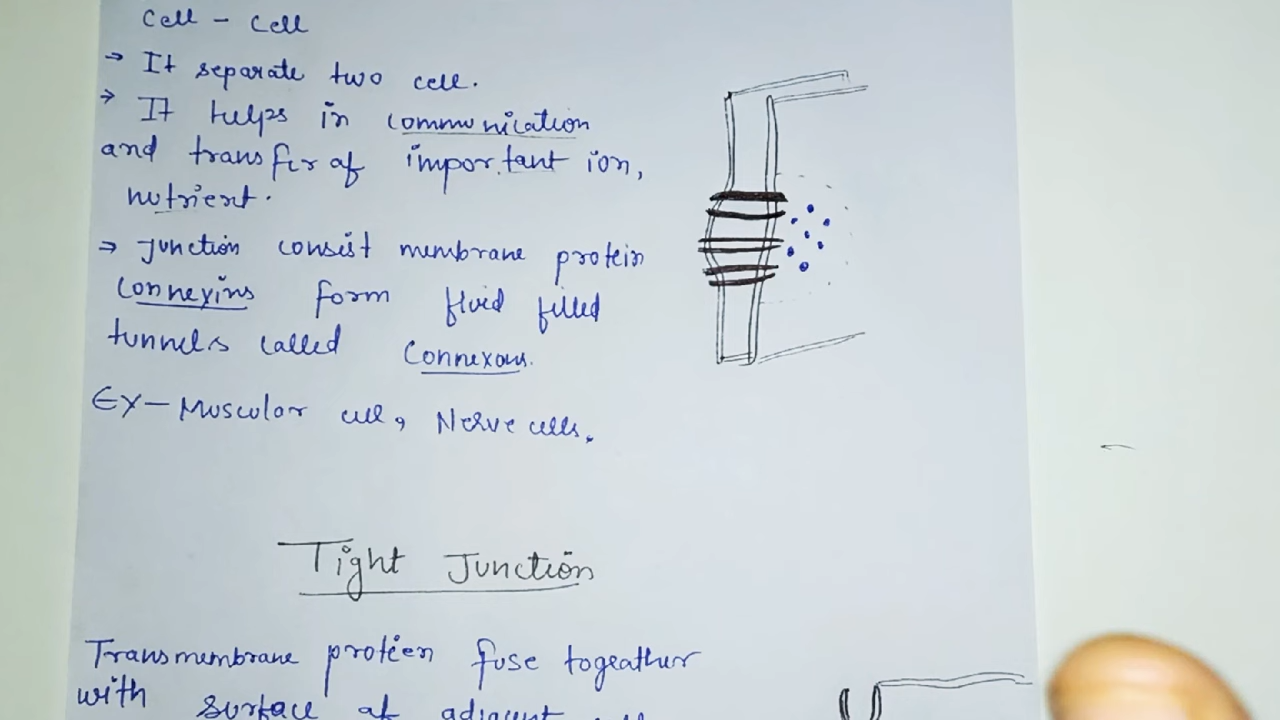 Cell - Cell
→ It separate two cell.
→ It helps in communication
and transfer of important ion,
nutrient.
→ Junction consist membrane protein
Connexins form fluid filled
tunnels called Connexons.
EX- Muscolar cell, Nerve cells.
Tight Junction
Transmembrane protien fuse togeather
with surface of adjacent